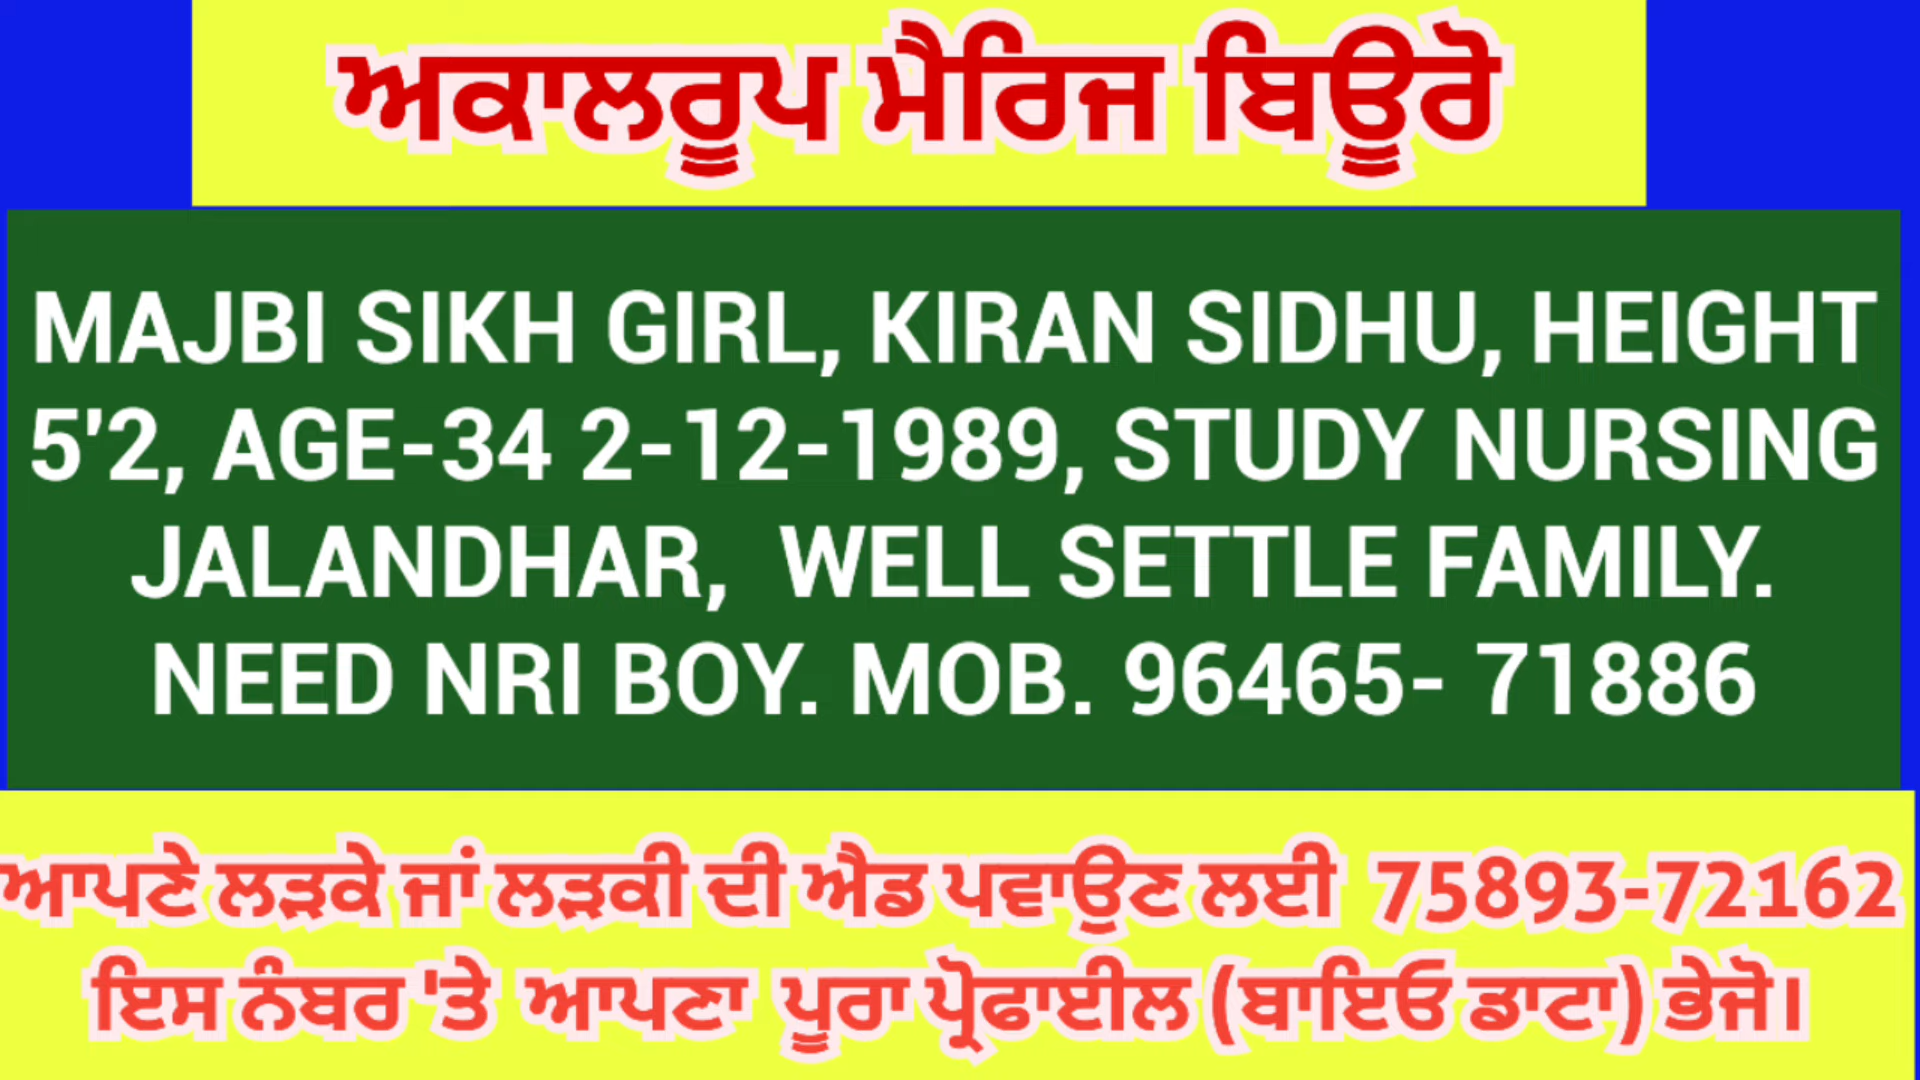 ਅਕਾਲਰੂਪ ਮੈਰਿਜ ਬਿਊਰੋ
MAJBI SIKH GIRL, KIRAN SIDHU, HEIGHT
5'2, AGE-34 2-12-1989, STUDY NURSING
JALANDHAR, WELL SETTLE FAMILY.
NEED NRI BOY. MOB. 96465- 71886
ਆਪਣੇ ਲੜਕੇ ਜਾਂ ਲੜਕੀ ਦੀ ਐਡ ਪਵਾਉਣ ਲਈ 75893-72162
ਇਸ ਨੰਬਰ 'ਤੇ ਆਪਣਾ ਪੂਰਾ ਪ੍ਰੋਫਾਈਲ (ਬਾਇਓ ਡਾਟਾ) ਭੇਜੋ।